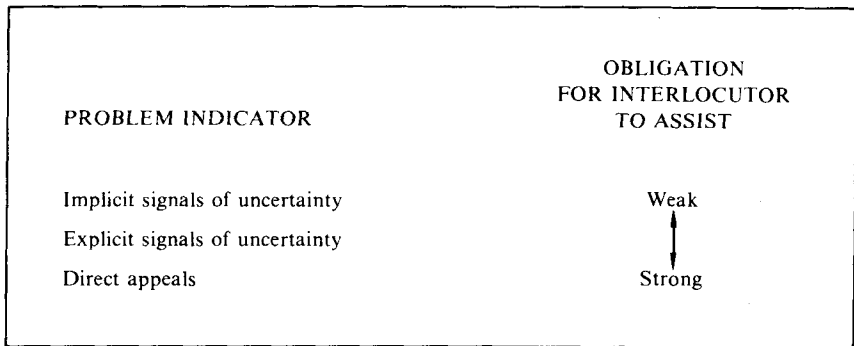 OBLIGATION
FOR INTERLOCUTOR
PROBLEM INDICATOR TO ASSIST
Implicit signals of uncertainty Weak
Explicit signals of uncertainty
Direct appeals Strong